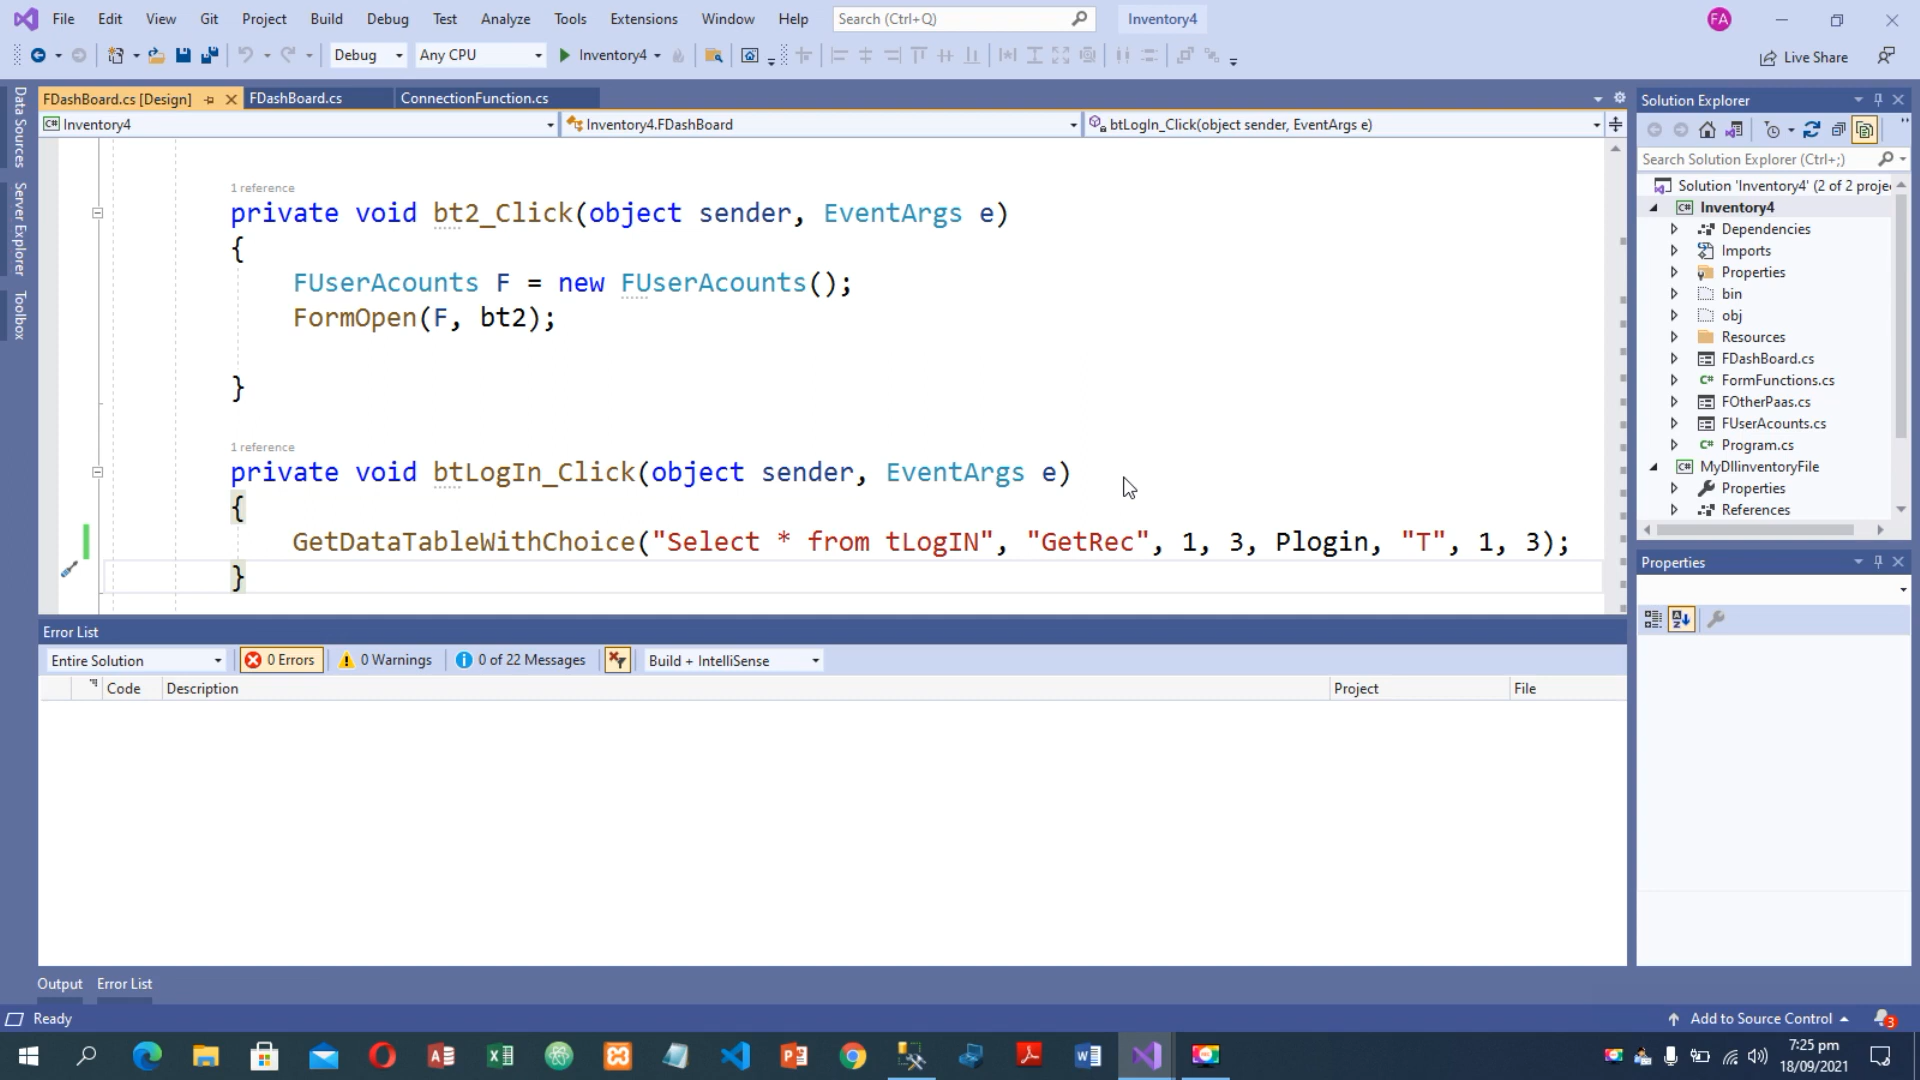 File Edit View Git Project Build Debug Test Analyze Tools Extensions Window Help Search (Ctrl+Q) Inventory4 FA
Debug Any CPU Inventory4 Live Share
Data Sources
Server Explorer
Toolbox
FDashBoard.cs [Design] FDashBoard.cs ConnectionFunction.cs
Inventory4 Inventory4.FDashBoard btLogIn_Click(object sender, EventArgs e)
1 reference
private void bt2_Click(object sender, EventArgs e)
{
FUserAcounts F = new FUserAcounts();
FormOpen(F, bt2);
}
1 reference
private void btLogIn_Click(object sender, EventArgs e)
{
GetDataTableWithChoice("Select * from tLogIN", "GetRec", 1, 3, Plogin, "T", 1, 3);
}
Error List
Entire Solution 0 Errors 0 Warnings 0 of 22 Messages Build + IntelliSense
Code Description Project File
Output Error List
Solution Explorer
Search Solution Explorer (Ctrl+;)
Solution 'Inventory4' (2 of 2 proje
C# Inventory4
Dependencies
Imports
Properties
bin
obj
Resources
FDashBoard.cs
C# FormFunctions.cs
FOtherPaas.cs
FUserAcounts.cs
C# Program.cs
C# MyDllinventoryFile
Properties
References
Properties
Ready Add to Source Control 3
7:25 pm
18/09/2021